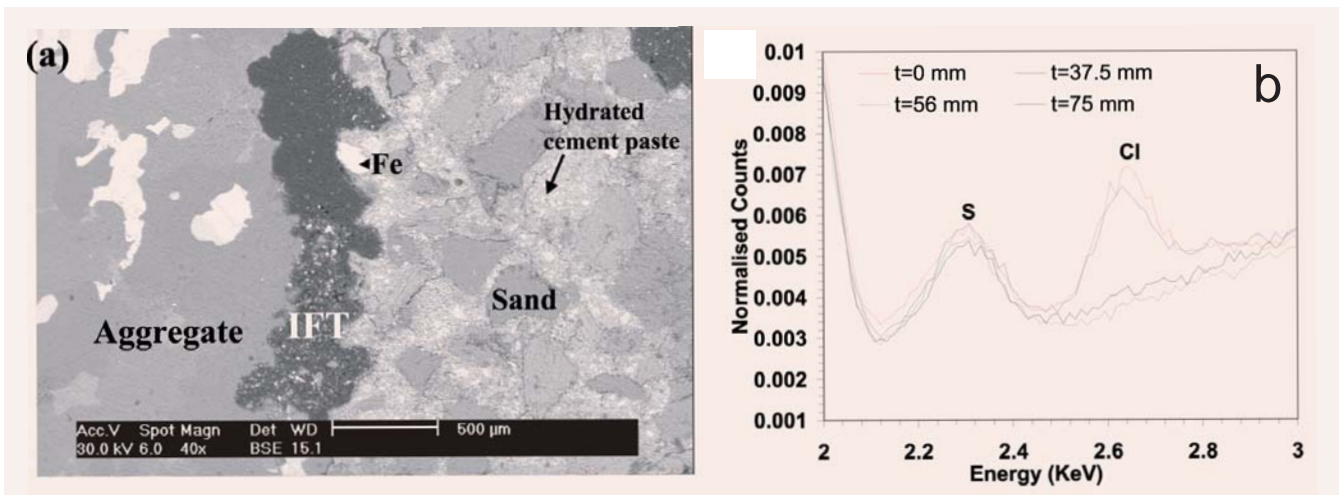 (a)
Hydrated
cement paste
Fe
Sand
Aggregate
IFT
Acc.V Spot Magn Det WD 500 µm
30.0 kV 6.0 40x BSE 15.1
b
t=0 mm t=37.5 mm
t=56 mm t=75 mm
Cl
S
Normalised Counts
0.01
0.009
0.008
0.007
0.006
0.005
0.004
0.003
0.002
0.001
2 2.2 2.4 2.6 2.8 3
Energy (KeV)